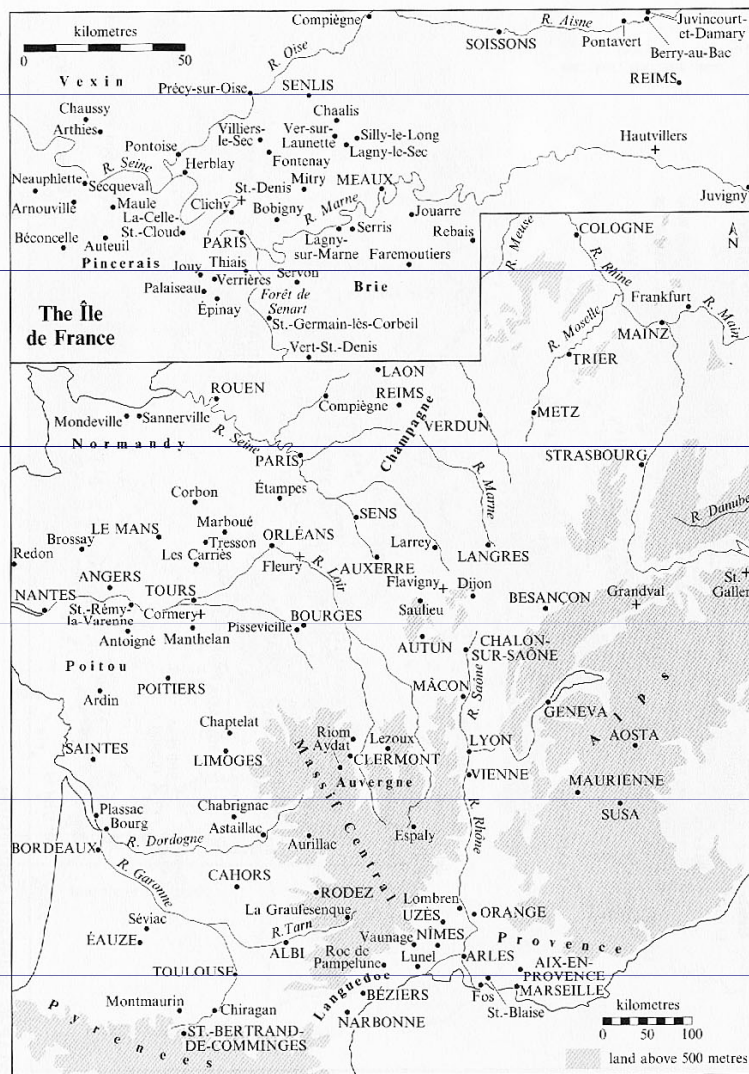 kilometres
0 50
Compiègne
R. Aisne
Juvincourt-
et-Damary
SOISSONS
Pontavert
Berry-au-Bac
R. Oise
Vexin
REIMS
Précy-sur-Oise
SENLIS
Chaussy
Arthies
Chaalis
Villiers-
le-Sec
Ver-sur-
Launette
Silly-le-Long
Lagny-le-Sec
Hautvillers
Pontoise
Fontenay
R. Seine
Herblay
Neauphlette
Secqueval
St.-Denis
Mitry
MEAUX
Juvigny
Arnouville
Maule
Clichy
La-Celle-
St.-Cloud
Bobigny
R. Marne
Jouarre
Béconcelle
Auteuil
PARIS
Lagny-
sur-Marne
Serris
Rebais
Pincerais
Jouy
Thiais
Faremoutiers
Verrières
Servon
Palaiseau
Épinay
Forêt de
Senart
Brie
The Île
de France
St.-Germain-lès-Corbeil
Vert-St.-Denis
N
R. Meuse
COLOGNE
R. Rhine
Frankfurt
R. Main
R. Moselle
MAINZ
TRIER
LAON
ROUEN
Compiègne
REIMS
METZ
Mondeville
Sannerville
VERDUN
Champagne
Normandy
R. Seine
PARIS
STRASBOURG
R. Marne
Étampes
Corbon
R. Danube
SENS
LE MANS
Marboué
Brossay
Tresson
ORLÉANS
Larrey
LANGRES
Redon
Les Carriès
Fleury
R. Loir
AUXERRE
ANGERS
Flavigny
Dijon
St.
Gallen
NANTES
TOURS
Saulieu
BESANÇON
Grandval
St.-Rémy-
la-Varenne
Cormery
BOURGES
Antoigné
Manthelan
Pisseviëille
AUTUN
CHALON-
SUR-SAÔNE
Poitou
POITIERS
MÂCON
R. Saône
Ardin
GENEVA
Alps
Chaptelat
Riom
Aydat
Lezoux
LYON
AOSTA
SAINTES
LIMOGES
CLERMONT
Massif Central
Auvergne
VIENNE
MAURIENNE
SUSA
Plassac
Bourg
Chabrignac
R. Rhône
Astaillac
BORDEAUX
R. Dordogne
Aurillac
Espaly
R. Garonne
CAHORS
RODEZ
Lombren
La Graufesenque
UZÈS
ORANGE
Séviac
R. Tarn
Vaunage
NÎMES
Provence
ÉAUZE
ALBI
Roc de
Pampelune
Lunel
ARLES
AIX-EN-
PROVENCE
TOULOUSE
MARSEILLE
Languedoc
Fos
Montmaurin
Chiragan
BÉZIERS
St.-Blaise
kilometres
Pyrenees
ST.-BERTRAND-
DE-COMMINGES
NARBONNE
0 50 100
land above 500 metres